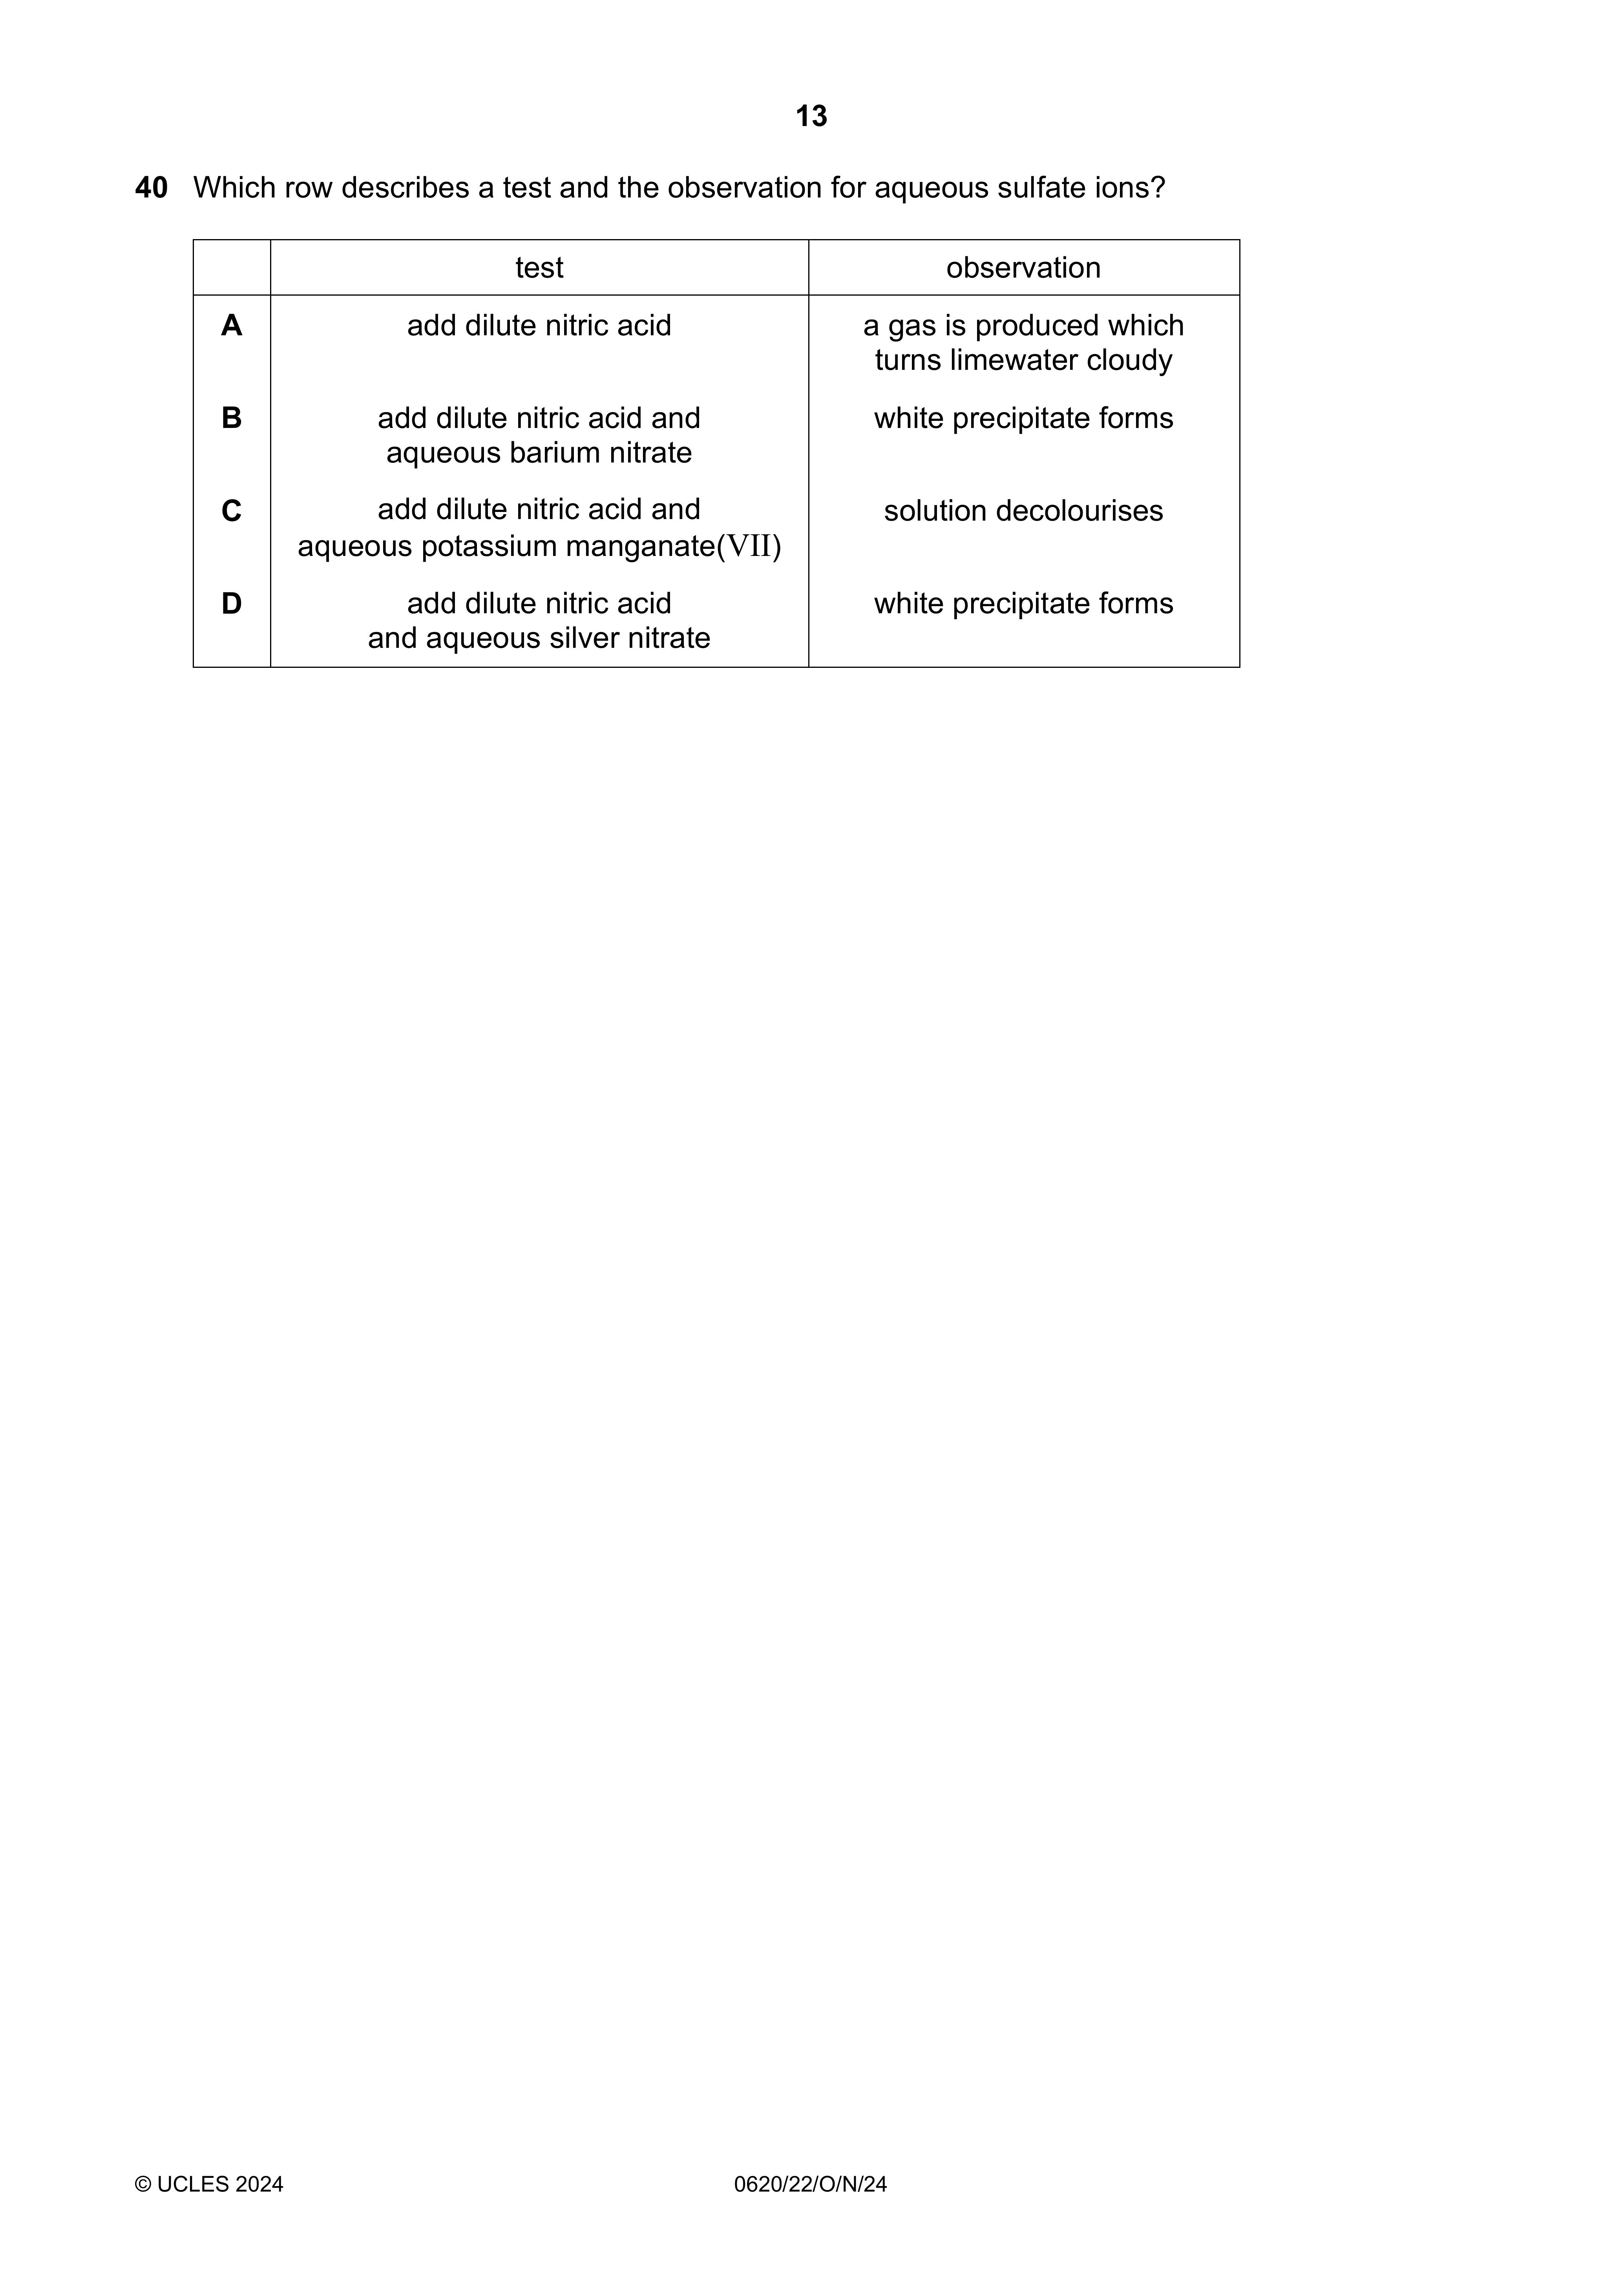 13
40 Which row describes a test and the observation for aqueous sulfate ions?
test observation
A add dilute nitric acid a gas is produced which
turns limewater cloudy
B add dilute nitric acid and white precipitate forms
aqueous barium nitrate
C add dilute nitric acid and solution decolourises
aqueous potassium manganate(VII)
D add dilute nitric acid white precipitate forms
and aqueous silver nitrate
© UCLES 2024 0620/22/O/N/24